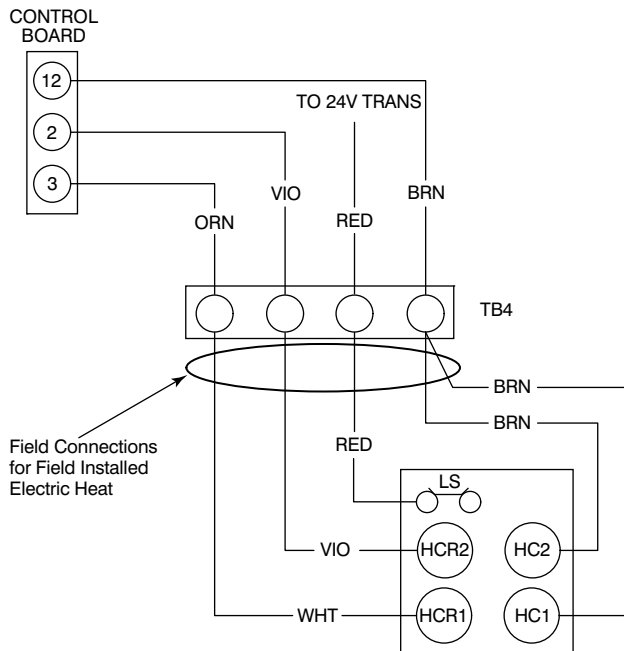 CONTROL
BOARD
12
2
3
TO 24V TRANS
VIO
BRN
ORN
RED
TB4
BRN
BRN
Field Connections
for Field Installed
Electric Heat
RED
LS
VIO
HCR2
HC2
WHT
HCR1
HC1